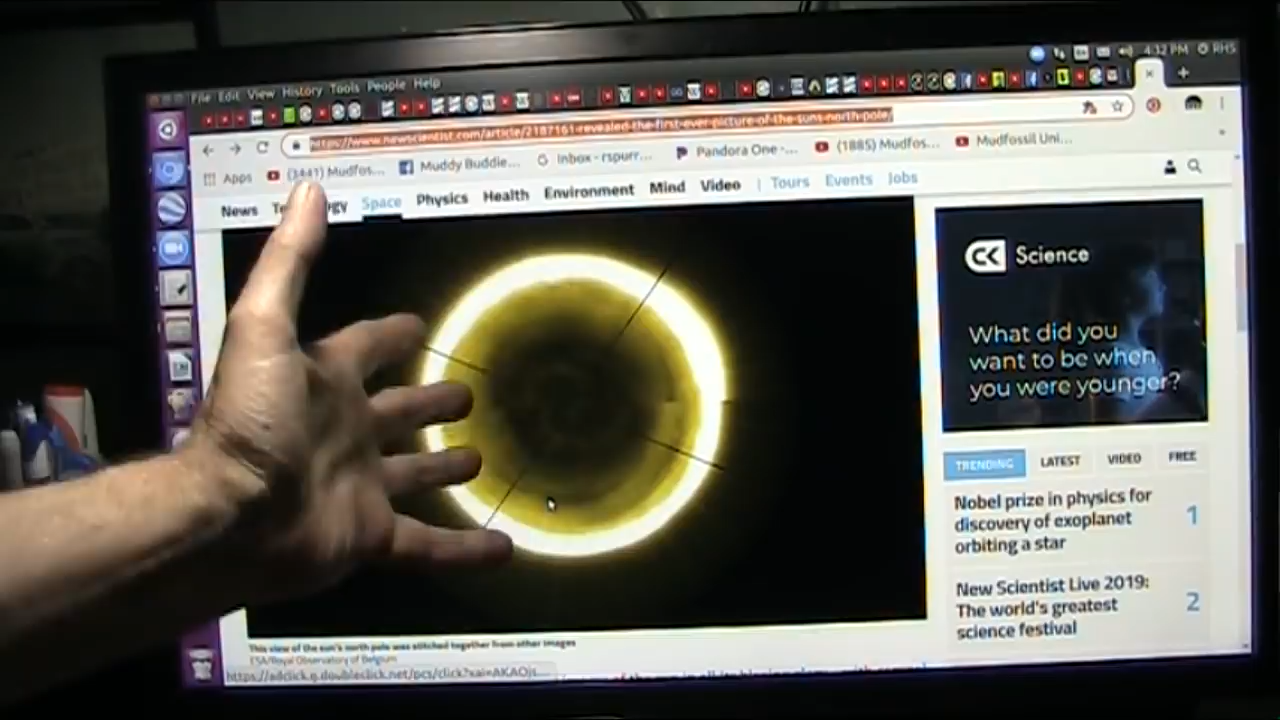 File Edit View History Tools People Help
4:32 PM RHS
https://www.newscientist.com/article/2187161-revealed-the-first-ever-picture-of-the-suns-north-pole/
Apps (3441) Mudfos... Muddy Buddie... Inbox - rspurr... Pandora One -... (1885) Mudfos... Mudfossil Uni...
News Space Physics Health Environment Mind Video | Tours Events Jobs
CK Science
What did you
want to be when
you were younger?
TRENDING LATEST VIDEO FREE
Nobel prize in physics for
discovery of exoplanet
orbiting a star
1
New Scientist Live 2019:
The world's greatest
science festival
2
This view of the sun's north pole was stitched together from other images
ESA/Royal Observatory of Belgium